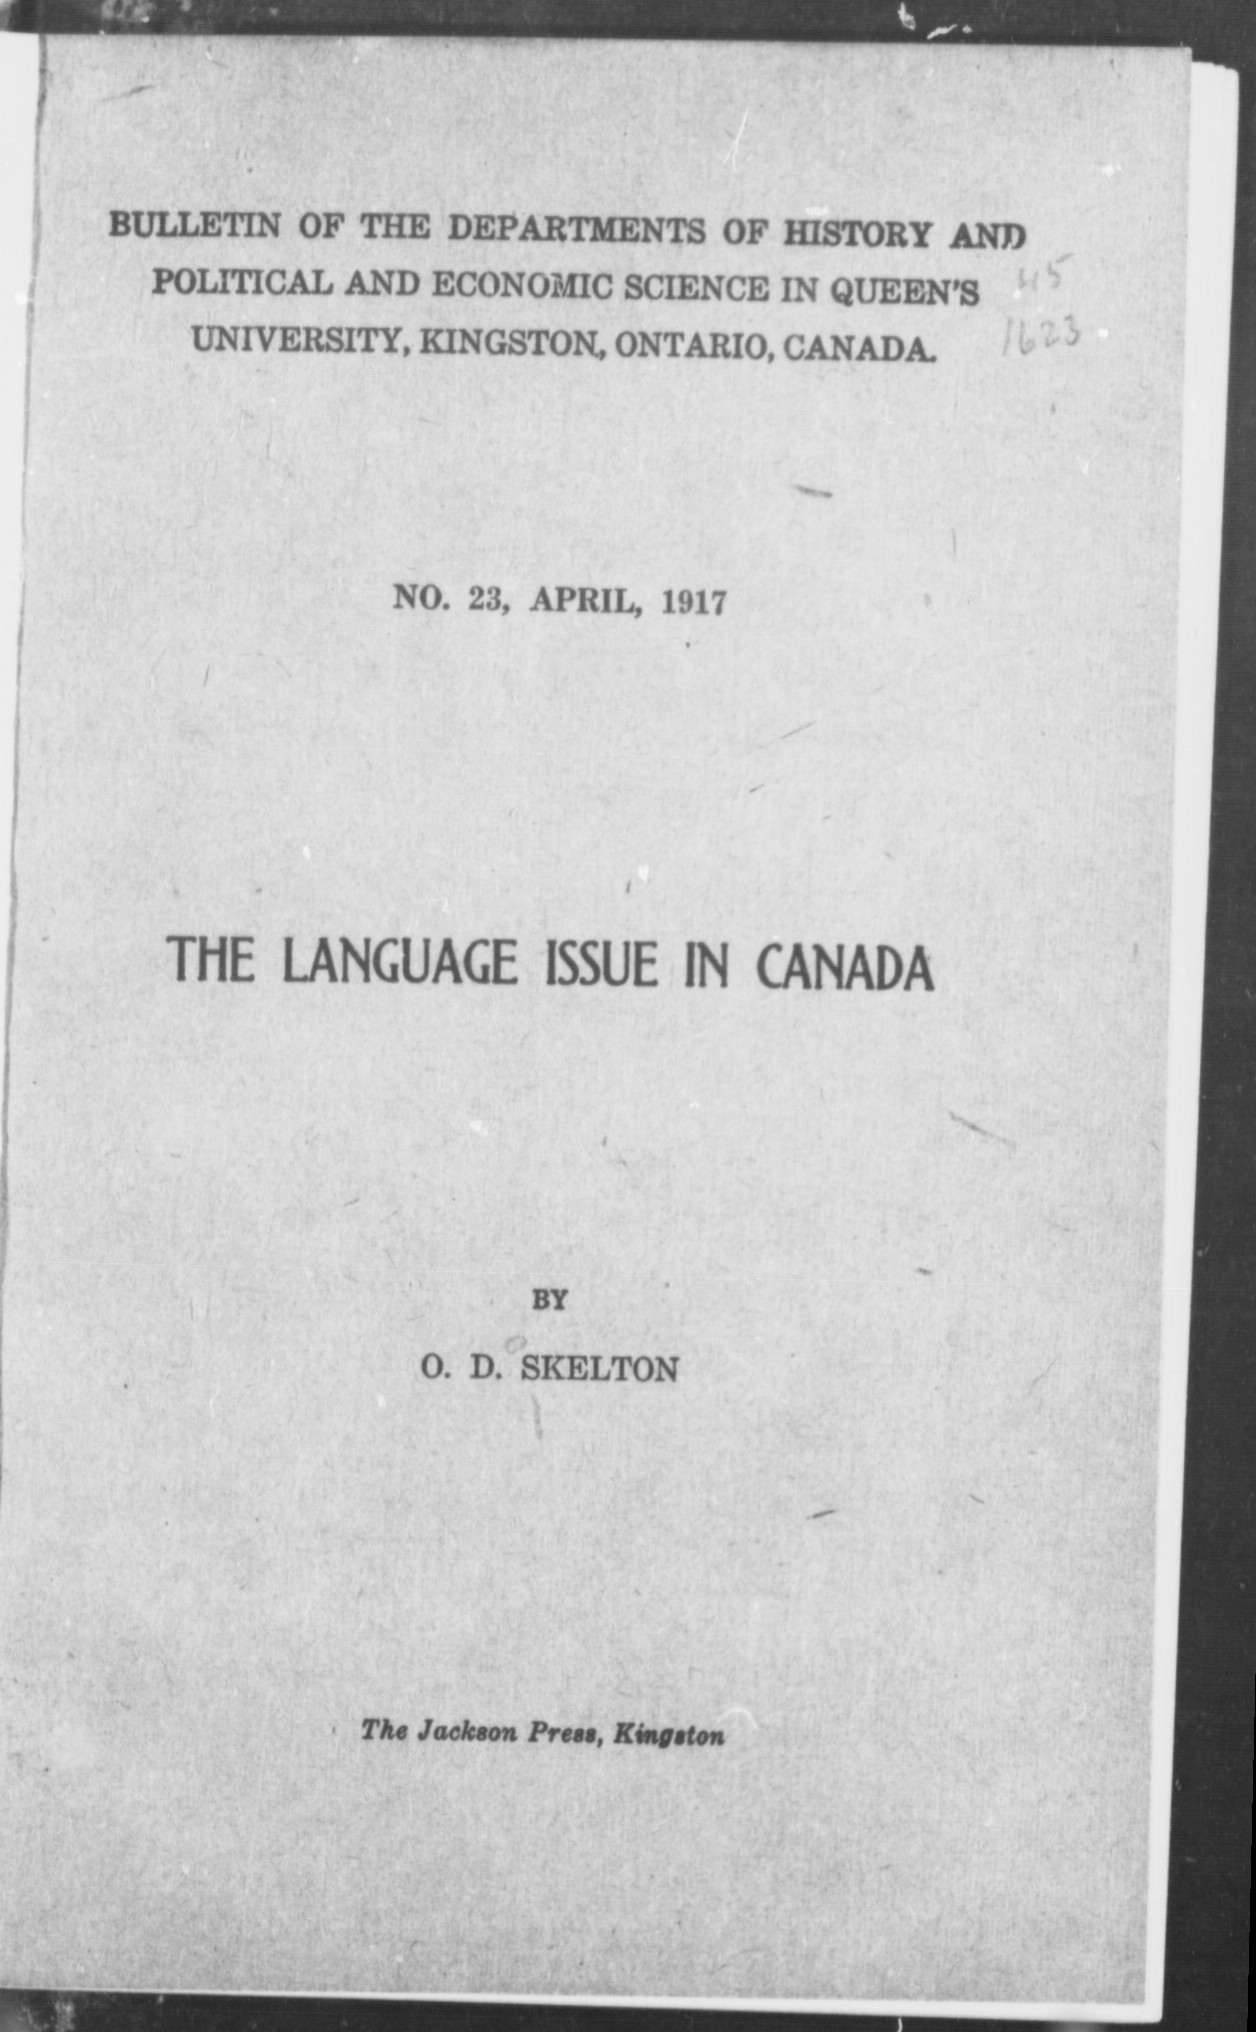 BULLETIN OF THE DEPARTMENTS OF HISTORY AND
POLITICAL AND ECONOMIC SCIENCE IN QUEEN'S
UNIVERSITY, KINGSTON, ONTARIO, CANADA.
45
1623
NO. 23, APRIL, 1917
THE LANGUAGE ISSUE IN CANADA
BY
O. D. SKELTON
The Jackson Press, Kingston